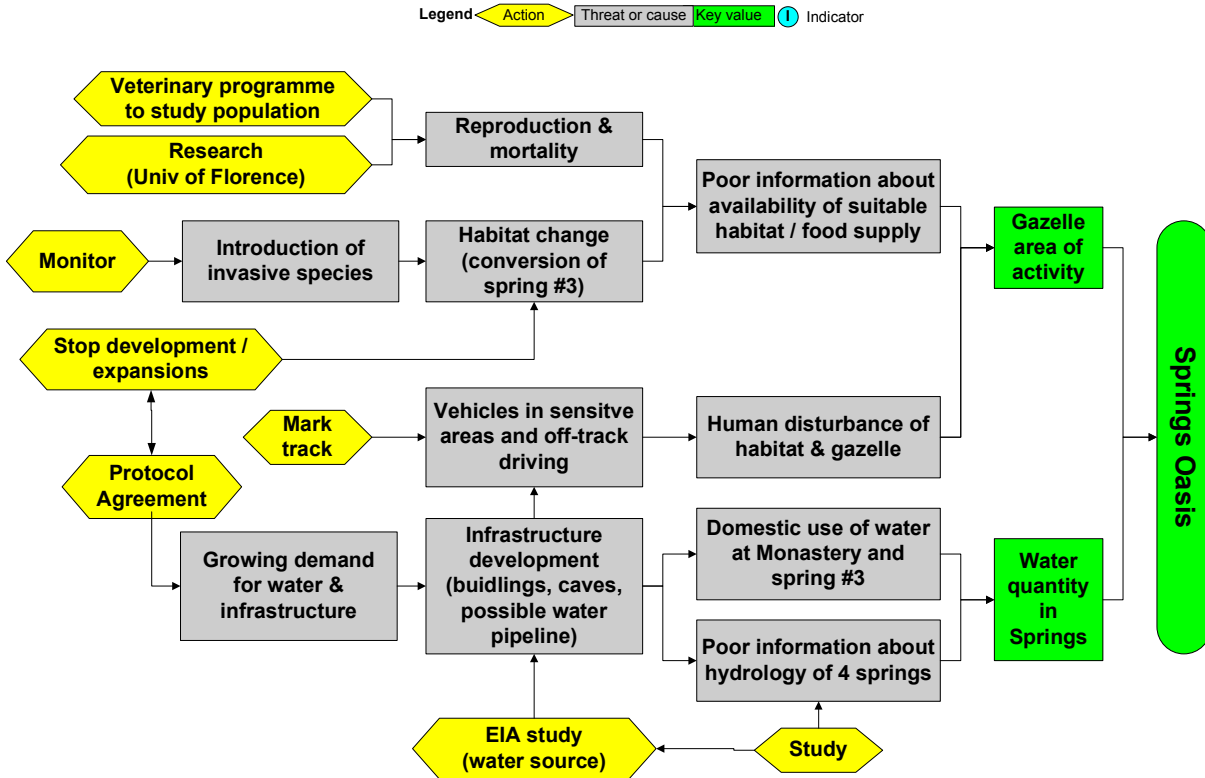 Legend
Action
Threat or cause
Key value
I
Indicator
Veterinary programme
to study population
Research
(Univ of Florence)
Reproduction &
mortality
Poor information about
availability of suitable
habitat / food supply
Gazelle
area of
activity
Monitor
Introduction of
invasive species
Habitat change
(conversion of
spring #3)
Stop development /
expansions
Mark
track
Vehicles in sensitve
areas and off-track
driving
Human disturbance of
habitat & gazelle
Springs Oasis
Protocol
Agreement
Growing demand
for water &
infrastructure
Infrastructure
development
(buidlings, caves,
possible water
pipeline)
Domestic use of water
at Monastery and
spring #3
Water
quantity
in
Springs
Poor information about
hydrology of 4 springs
EIA study
(water source)
Study